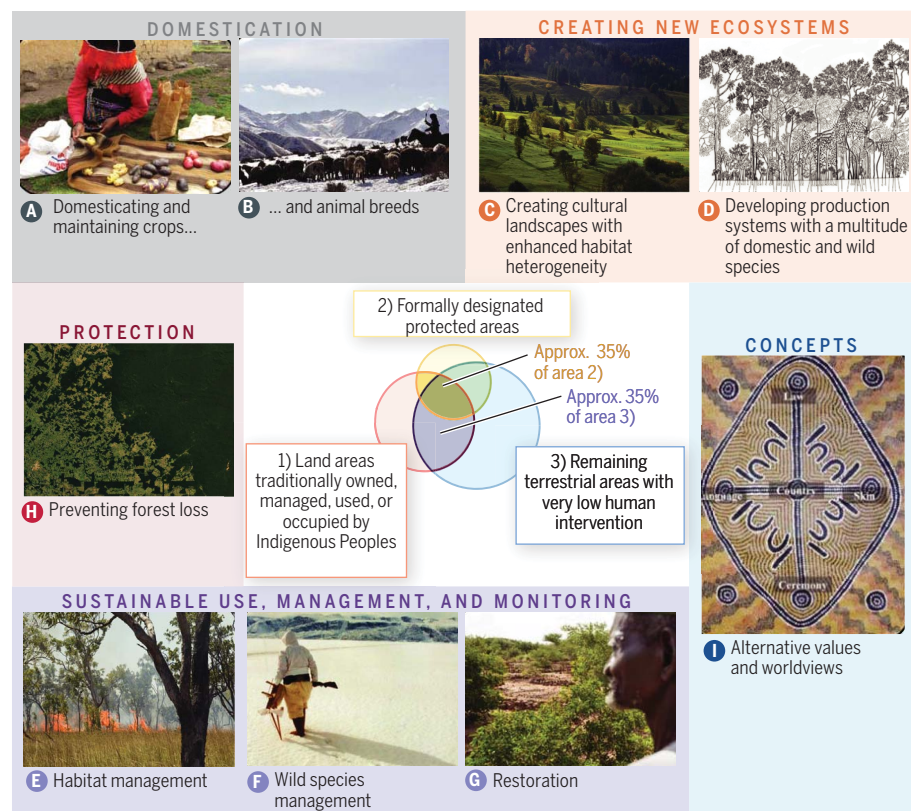 DOMESTICATION
CREATING NEW ECOSYSTEMS
A Domesticating and
maintaining crops...
B ... and animal breeds
C Creating cultural
landscapes with
enhanced habitat
heterogeneity
D Developing production
systems with a multitude
of domestic and wild
species
PROTECTION
H Preventing forest loss
2) Formally designated
protected areas
Approx. 35%
of area 2)
Approx. 35%
of area 3)
1) Land areas
traditionally owned,
managed, used, or
occupied by
Indigenous Peoples
3) Remaining
terrestrial areas with
very low human
intervention
CONCEPTS
Law
Language
Country
Skin
Ceremony
I Alternative values
and worldviews
SUSTAINABLE USE, MANAGEMENT, AND MONITORING
E Habitat management
F Wild species
management
G Restoration